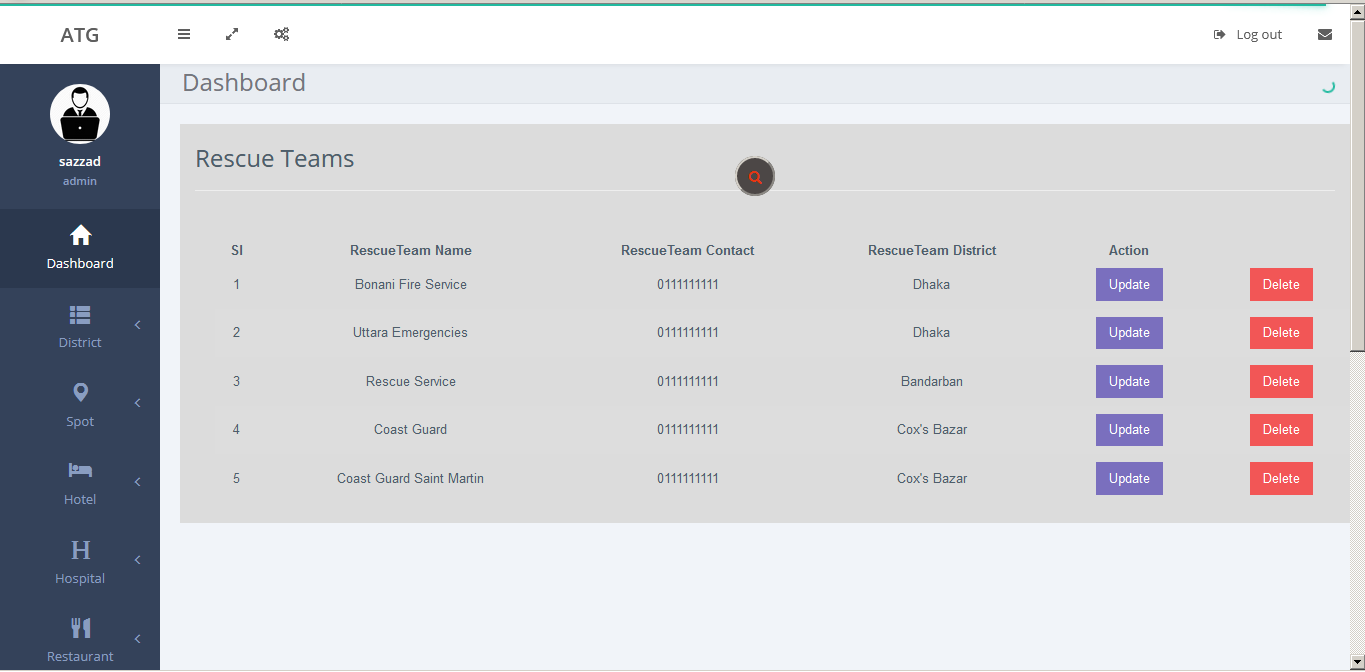 ATG
Log out
sazzad
admin
Dashboard
District
Spot
Hotel
H
Hospital
Restaurant
Dashboard
Rescue Teams
Sl RescueTeam Name RescueTeam Contact RescueTeam District Action
1 Bonani Fire Service 0111111111 Dhaka Update Delete
2 Uttara Emergencies 0111111111 Dhaka Update Delete
3 Rescue Service 0111111111 Bandarban Update Delete
4 Coast Guard 0111111111 Cox's Bazar Update Delete
5 Coast Guard Saint Martin 0111111111 Cox's Bazar Update Delete